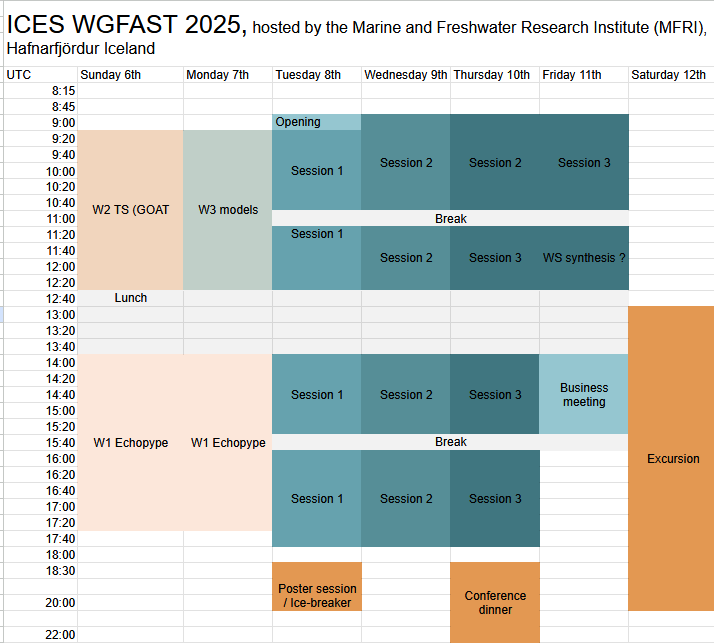 ICES WGFAST 2025, hosted by the Marine and Freshwater Research Institute (MFRI),
Hafnarfjördur Iceland
UTC Sunday 6th Monday 7th Tuesday 8th Wednesday 9th Thursday 10th Friday 11th Saturday 12th
8:15
8:45
9:00 Opening
9:20
9:40 Session 2 Session 2 Session 3
10:00 Session 1
10:20
10:40 W2 TS (GOAT W3 models
11:00 Break
11:20 Session 1
11:40 Session 2 Session 3 WS synthesis ?
12:00
12:20
12:40 Lunch
13:00
13:20
13:40
14:00
14:20 Business
14:40 Session 1 Session 2 Session 3 meeting
15:00
15:20
15:40 W1 Echopype W1 Echopype Break
16:00 Excursion
16:20
16:40 Session 1 Session 2 Session 3
17:00
17:20
17:40
18:00
18:30
Poster session Conference
20:00 / Ice-breaker dinner
22:00